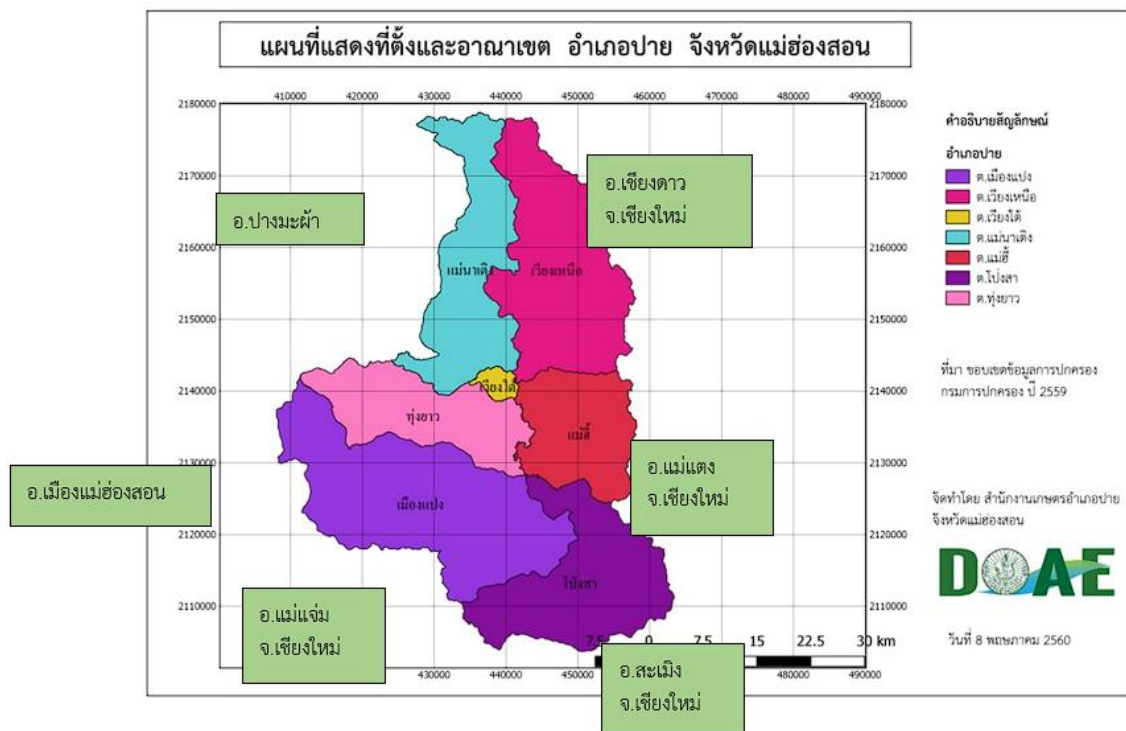 แผนที่แสดงที่ตั้งและอาณาเขต อำเภอปาย จังหวัดแม่ฮ่องสอน
410000 420000 430000 440000 450000 460000 470000 480000 490000
2180000 2180000
2170000 2170000
2160000 2160000
2150000 2150000
2140000 2140000
2130000 2130000
2120000 2120000
2110000 2110000
430000 440000 450000 480000 490000
อ.ปางมะผ้า
อ.เชียงดาว
จ.เชียงใหม่
แม่นาเติง
เวียงเหนือ
เวียงใต้
ทุ่งยาว
แม่ฮี้
เมืองแปง
โป่งสา
อ.เมืองแม่ฮ่องสอน
อ.แม่แตง
จ.เชียงใหม่
อ.แม่แจ่ม
จ.เชียงใหม่
อ.สะเมิง
จ.เชียงใหม่
7.5 0 7.5 15 22.5 30 km
คำอธิบายสัญลักษณ์
อำเภอปาย
ต.เมืองแปง
ต.เวียงเหนือ
ต.เวียงใต้
ต.แม่นาเติง
ต.แม่ฮี้
ต.โป่งสา
ต.ทุ่งยาว
ที่มา ขอบเขตข้อมูลการปกครอง
กรมการปกครอง ปี 2559
จัดทำโดย สำนักงานเกษตรอำเภอปาย
จังหวัดแม่ฮ่องสอน
DOAE
วันที่ 8 พฤษภาคม 2560